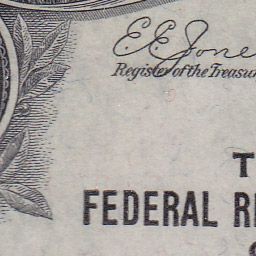 E E Jone
Register of the Treasu
T
FEDERAL R